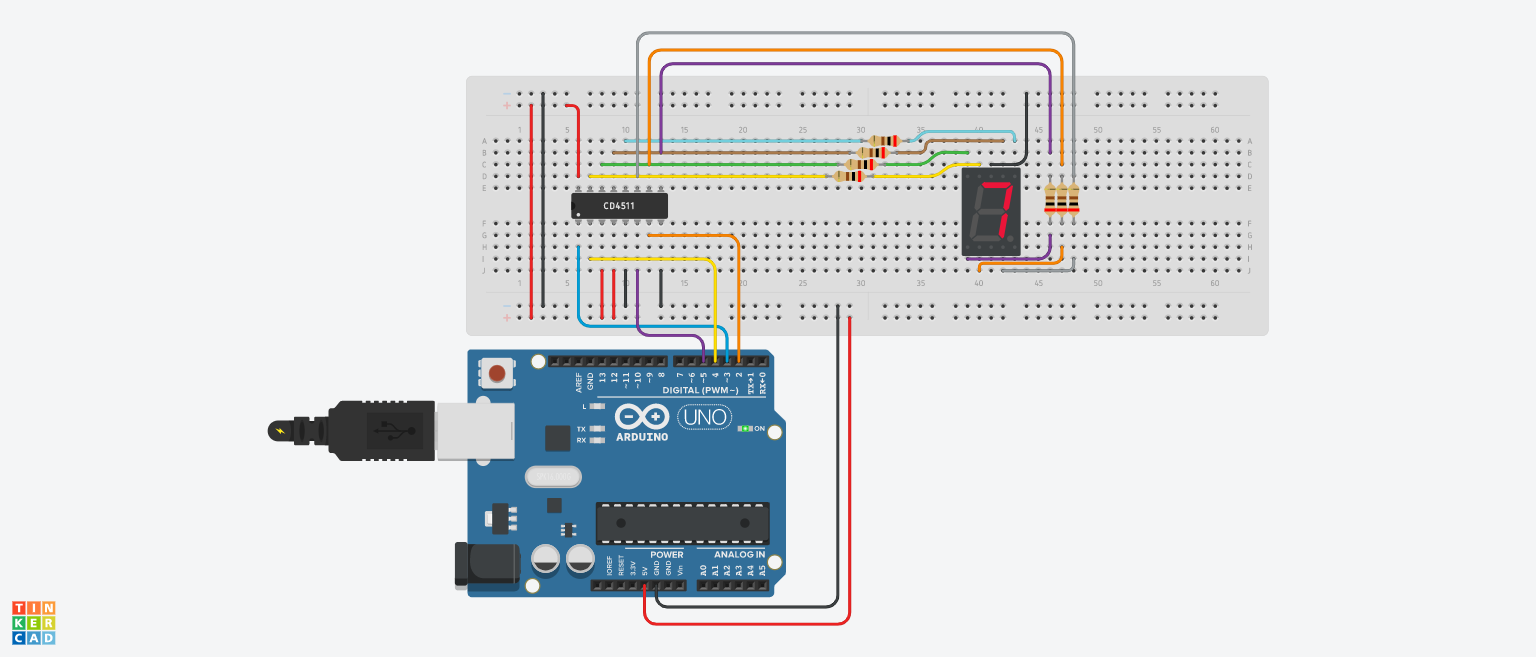 1 5 10 15 20 25 30 35 40 45 50 55 60
A A
B B
C C
D D
E E
CD4511
F F
G G
H H
I I
J J
1 5 10 15 20 25 30 35 40 45 50 55 60
AREF GND 13 12 ~11 ~10 ~9 8 7 ~6 ~5 4 ~3 2 TX→1 RX←0
DIGITAL (PWM~)
L
TX
RX
UNO
ARDUINO
ON
POWER ANALOG IN
IOREF RESET 3.3V 5V GND GND Vin A0 A1 A2 A3 A4 A5
TIN
KER
CAD